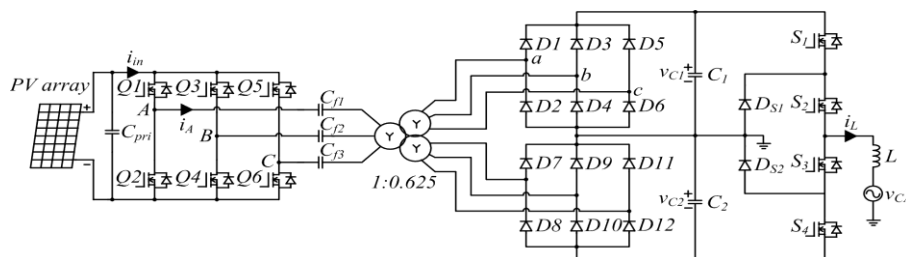 PV array
i_in
+
−
C_pri
Q1 Q3 Q5
A
i_A
B
C
Q2 Q4 Q6
C_f1
C_f2
C_f3
Y
Y
Y
1:0.625
D1 D3 D5
a
b
c
D2 D4 D6
D7 D9 D11
D8 D10 D12
v_C1 + − C_1
v_C2 + − C_2
D_S1
D_S2
S_1
S_2
S_3
S_4
i_L
L